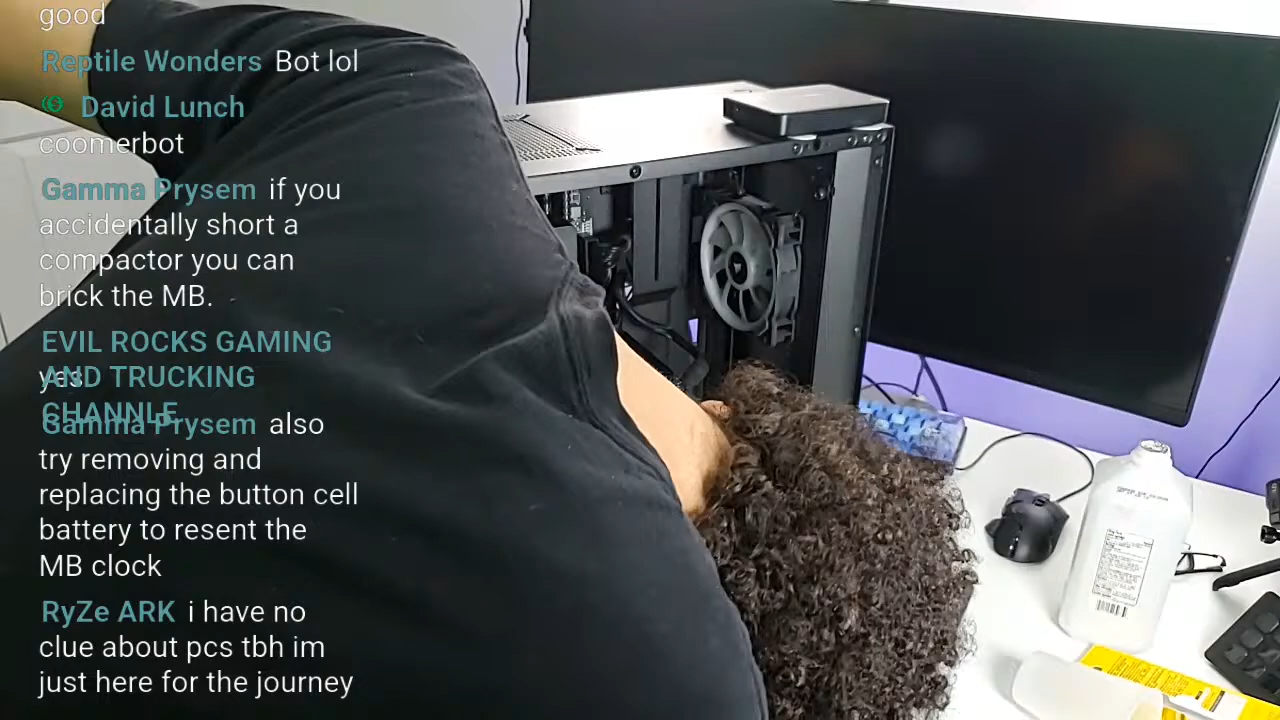 good
Reptile Wonders Bot lol
David Lunch
coomerbot
Gamma Prysem if you
accidentally short a
compactor you can
brick the MB.
EVIL ROCKS GAMING
AND TRUCKING
CHANNLE
yes
Gamma Prysem also
try removing and
replacing the button cell
battery to resent the
MB clock
RyZe ARK i have no
clue about pcs tbh im
just here for the journey